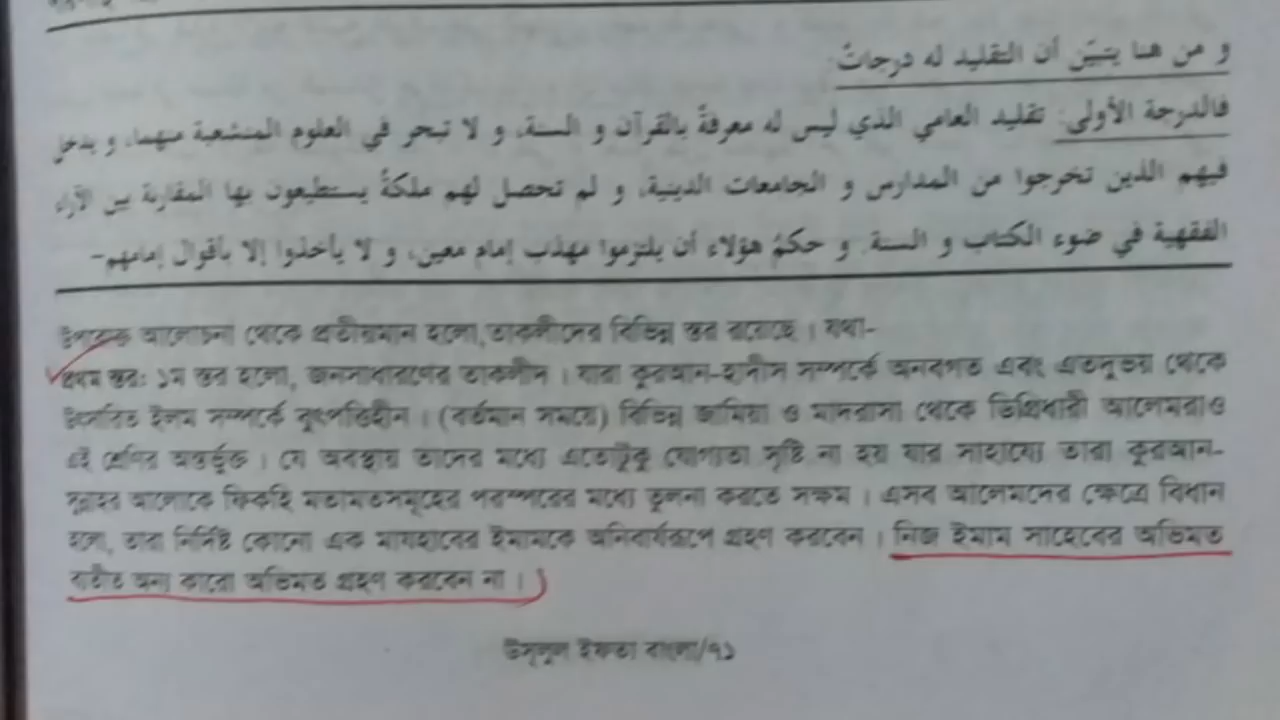 و من هنا يتبيّن أن التقليد له درجاتٌ:
فالدرجة الأولى: تقليد العامي الذي ليس له معرفةٌ بالقرآن و السنة، و لا تبحر في العلوم المنشعبة منهما، و يدخل
فيهم الذين تخرجوا من المدارس و الجامعات الدينية، و لم تحصل لهم ملكةٌ يستطيعون بها المقارنة بين الآراء
الفقهية في ضوء الكتاب و السنة. و حكمُ هؤلاء أن يلتزموا مهذب إمام معين، و لا يأخذوا إلا بأقوال إمامهم-
উপরোক্ত আলোচনা থেকে প্রতীয়মান হলো, তাকলীদের বিভিন্ন স্তর রয়েছে । যথা-
প্রথম স্তর: ১ম স্তর হলো, জনসাধারণের তাকলীদ । যারা কুরআন-হাদীস সম্পর্কে অনবগত এবং এতদুভয় থেকে
উৎসারিত ইলম সম্পর্কে বুৎপত্তিহীন । (বর্তমান সময়ে) বিভিন্ন জামিয়া ও মাদরাসা থেকে ডিগ্রিধারী আলেমরাও
এই শ্রেণির অন্তর্ভুক্ত । যে অবস্থায় তাদের মধ্যে এতোটুকু যোগ্যতা সৃষ্টি না হয় যার সাহায্যে তারা কুরআন-
সুন্নাহর আলোকে ফিকহি মতামতসমূহের পরস্পরের মধ্যে তুলনা করতে সক্ষম । এসব আলেমদের ক্ষেত্রে বিধান
হলো, তারা নির্দিষ্ট কোনো এক মাযহাবের ইমামকে অনিবার্যরূপে গ্রহণ করবেন । নিজ ইমাম সাহেবের অভিমত
ব্যতীত অন্য কারো অভিমত গ্রহণ করবেন না ।
উসূলুল ইফতা বাংলা/৭১